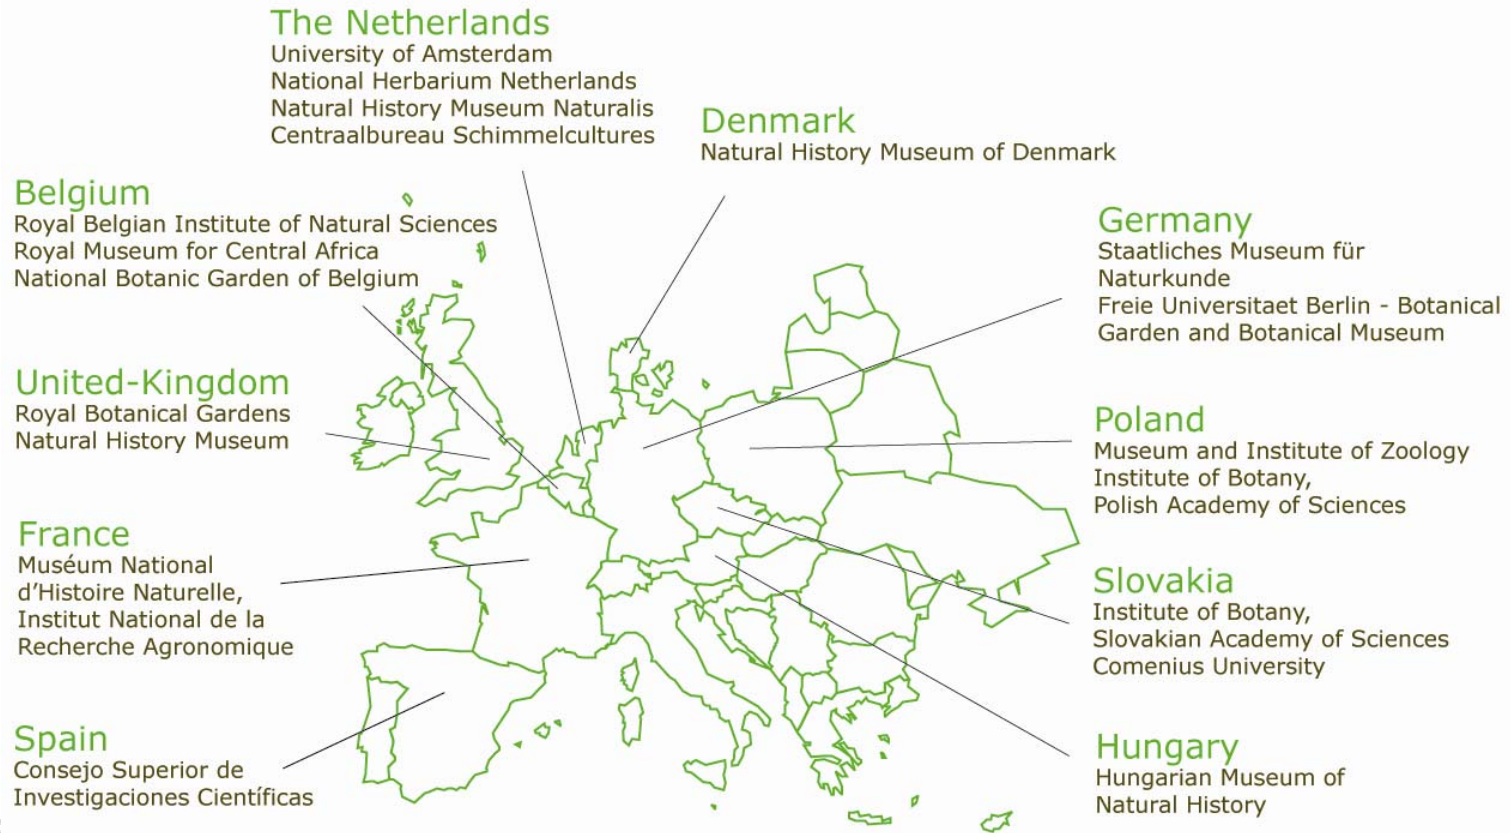 The Netherlands
University of Amsterdam
National Herbarium Netherlands
Natural History Museum Naturalis
Centraalbureau Schimmelcultures
Denmark
Natural History Museum of Denmark
Belgium
Royal Belgian Institute of Natural Sciences
Royal Museum for Central Africa
National Botanic Garden of Belgium
Germany
Staatliches Museum für
Naturkunde
Freie Universitaet Berlin - Botanical
Garden and Botanical Museum
United-Kingdom
Royal Botanical Gardens
Natural History Museum
Poland
Museum and Institute of Zoology
Institute of Botany,
Polish Academy of Sciences
France
Muséum National
d'Histoire Naturelle,
Institut National de la
Recherche Agronomique
Slovakia
Institute of Botany,
Slovakian Academy of Sciences
Comenius University
Spain
Consejo Superior de
Investigaciones Científicas
Hungary
Hungarian Museum of
Natural History